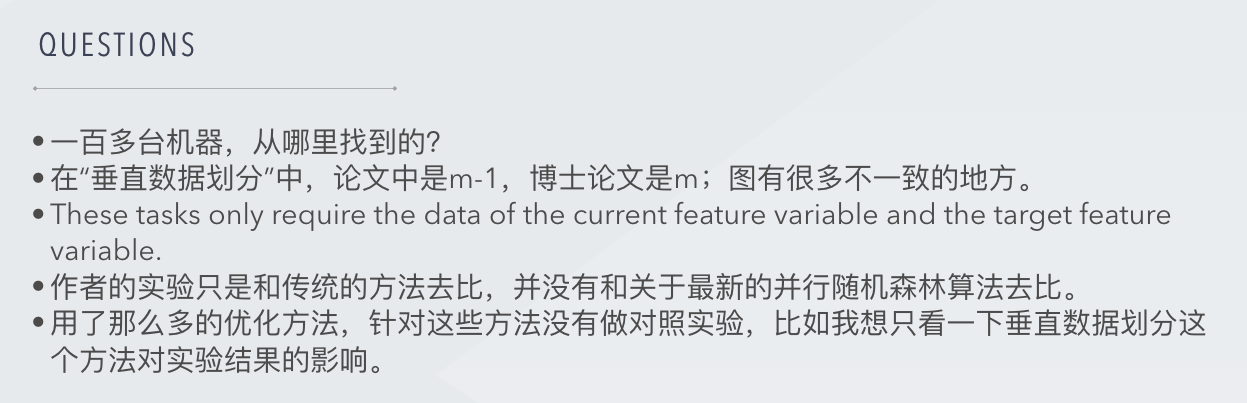 QUESTIONS
•一百多台机器，从哪里找到的?
•在“垂直数据划分”中，论文中是m-1，博士论文是m；图有很多不一致的地方。
•These tasks only require the data of the current feature variable and the target feature
variable.
•作者的实验只是和传统的方法去比，并没有和关于最新的并行随机森林算法去比。
•用了那么多的优化方法，针对这些方法没有做对照实验，比如我想只看一下垂直数据划分这
个方法对实验结果的影响。